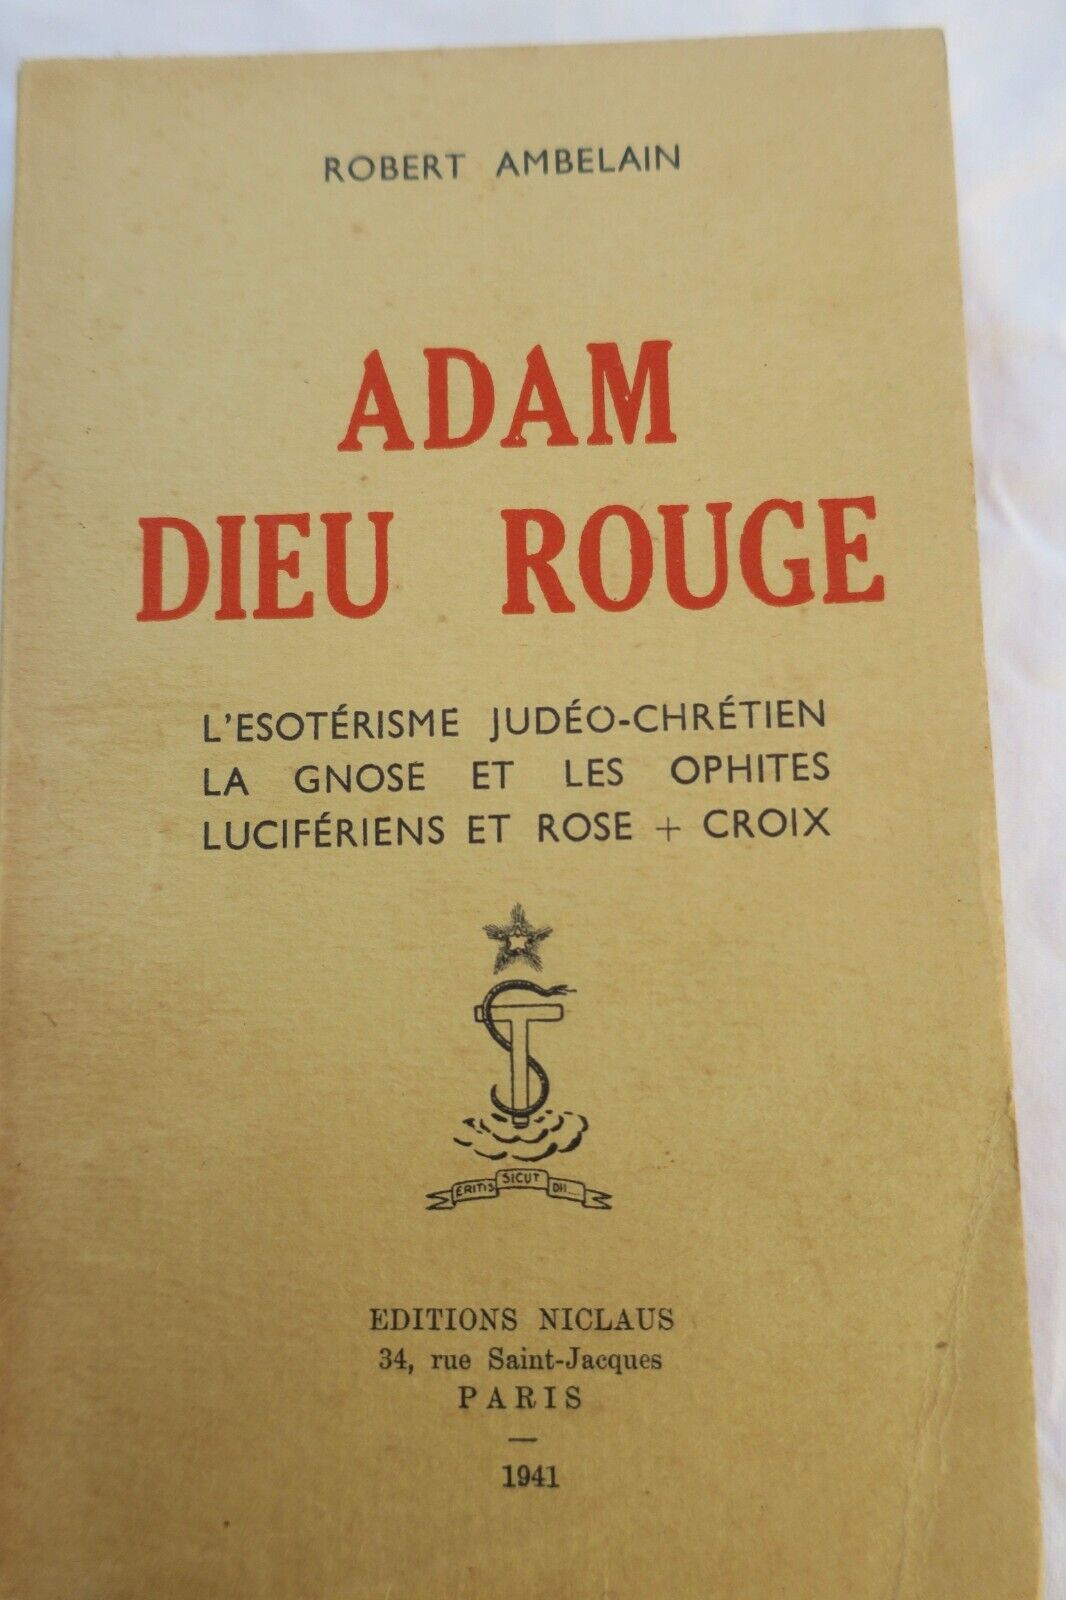 ROBERT AMBELAIN
ADAM
DIEU ROUGE
L'ESOTÉRISME JUDÉO-CHRÉTIEN
LA GNOSE ET LES OPHITES
LUCIFÉRIENS ET ROSE + CROIX
ERITIS SICUT DII...
EDITIONS NICLAUS
34, rue Saint-Jacques
PARIS
—
1941